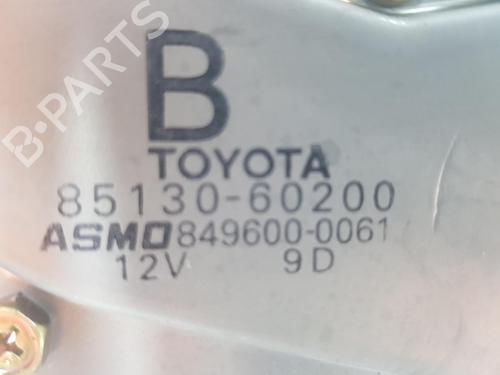 B·PARTS
B
TOYOTA
85130-60200
ASMO 849600-0061
12V 9D